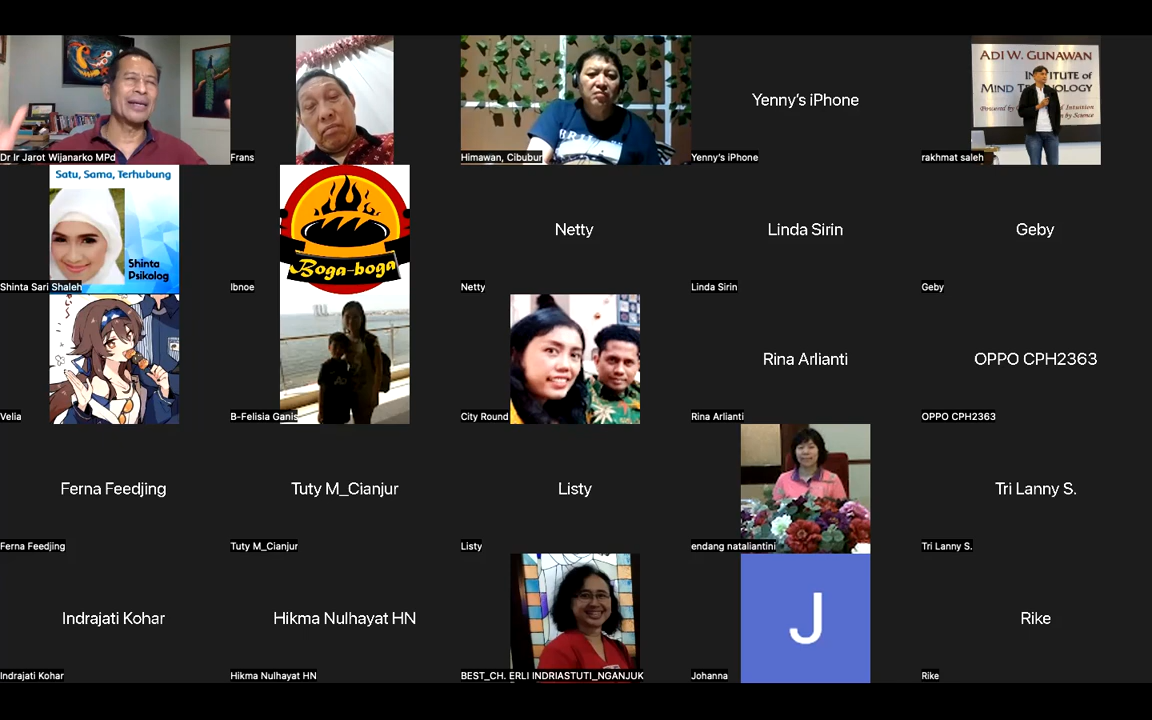 Dr Ir Jarot Wijanarko MPd
Frans
Himawan, Cibubur
Yenny's iPhone
Yenny's iPhone
ADI W. GUNAWAN
INSTITUTE of
MIND TECHNOLOGY
rakhmat saleh
Satu, Sama, Terhubung
Shinta
Psikolog
Shinta Sari Shaleh
Boga-boga
Ibnoe
Netty
Netty
Linda Sirin
Linda Sirin
Geby
Geby
Velia
B-Felisia Ganis
City Round
Rina Arlianti
Rina Arlianti
OPPO CPH2363
OPPO CPH2363
Ferna Feedjing
Ferna Feedjing
Tuty M_Cianjur
Tuty M_Cianjur
Listy
Listy
endang nataliantini
Tri Lanny S.
Tri Lanny S.
Indrajati Kohar
Indrajati Kohar
Hikma Nulhayat HN
Hikma Nulhayat HN
BEST_CH. ERLI INDRIASTUTI_NGANJUK
J
Johanna
Rike
Rike